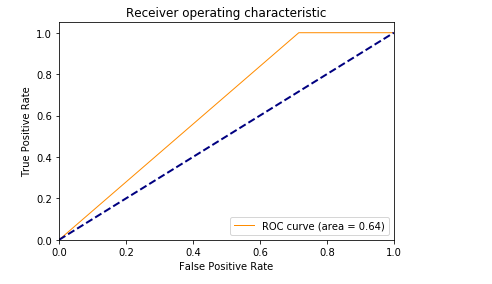 Receiver operating characteristic
True Positive Rate
1.0
0.8
0.6
0.4
0.2
0.0
ROC curve (area = 0.64)
0.0 0.2 0.4 0.6 0.8 1.0
False Positive Rate